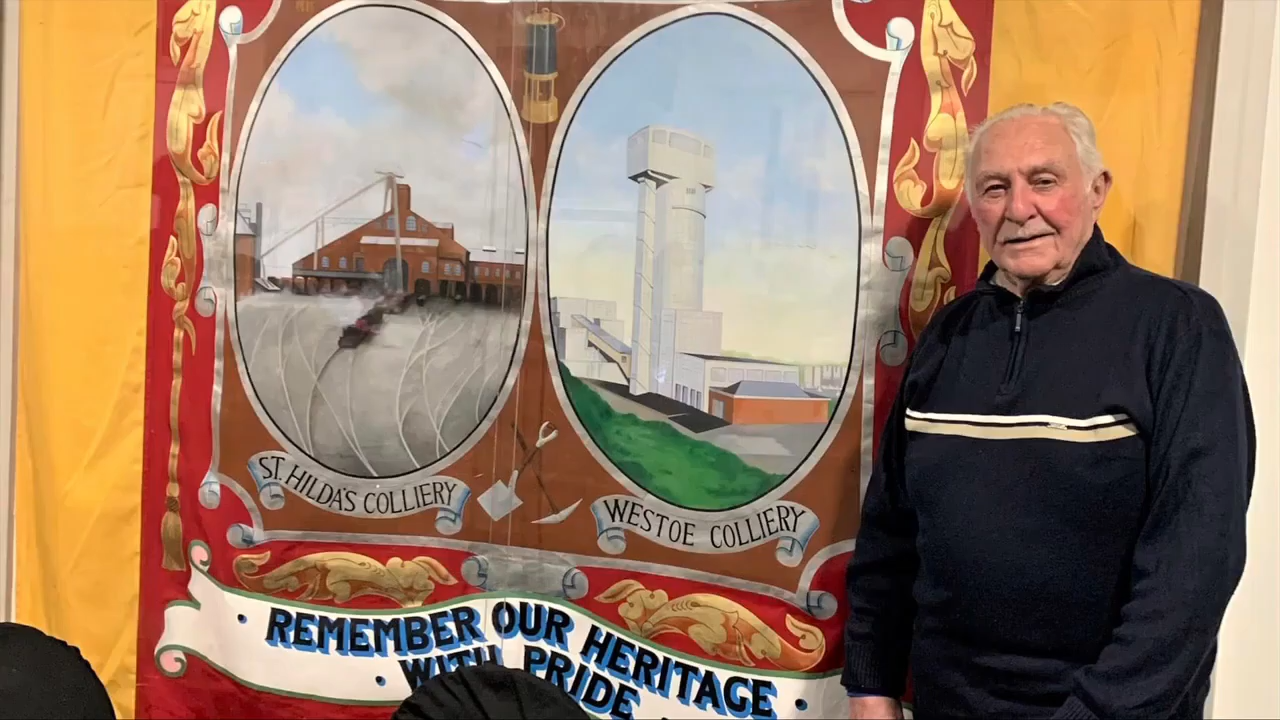 ST. HILDA'S COLLIERY
WESTOE COLLIERY
REMEMBER OUR HERITAGE
WITH PRIDE